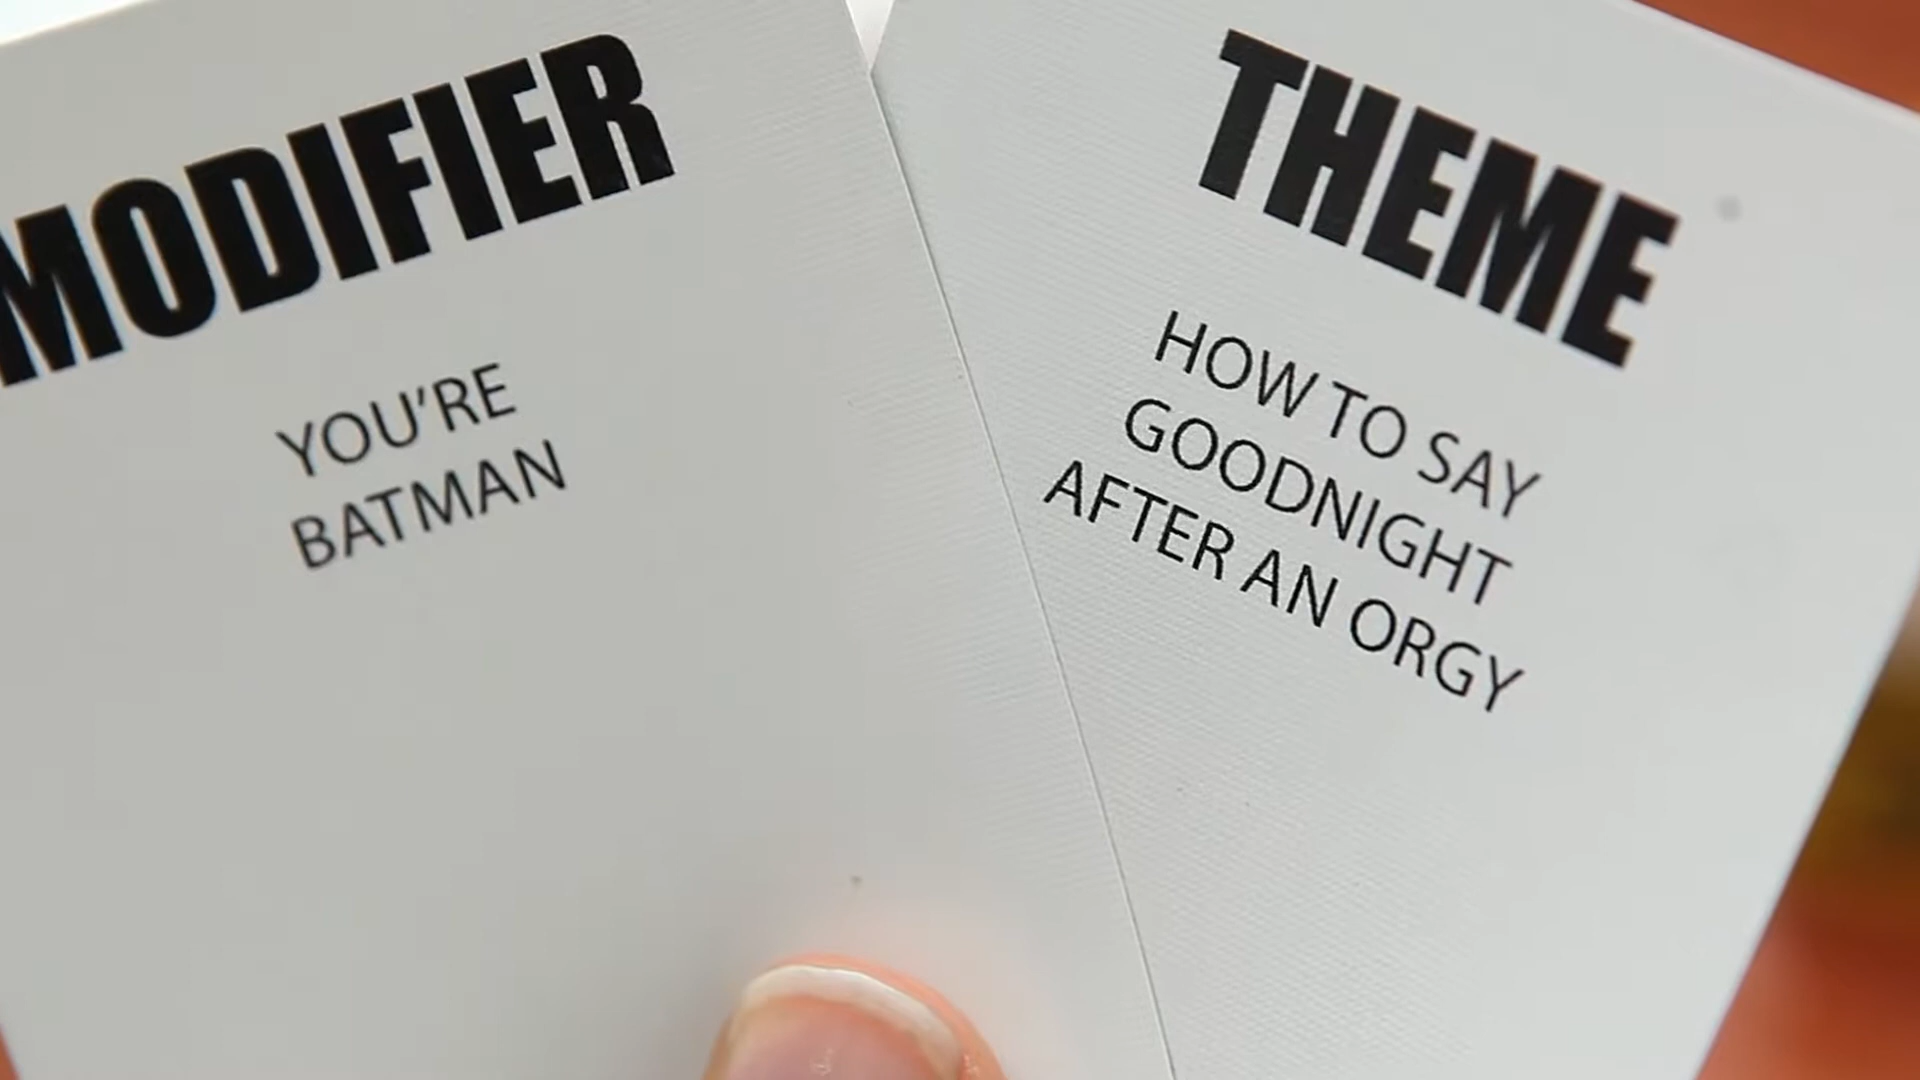 MODIFIER
YOU'RE
BATMAN
THEME
HOW TO SAY
GOODNIGHT
AFTER AN ORGY